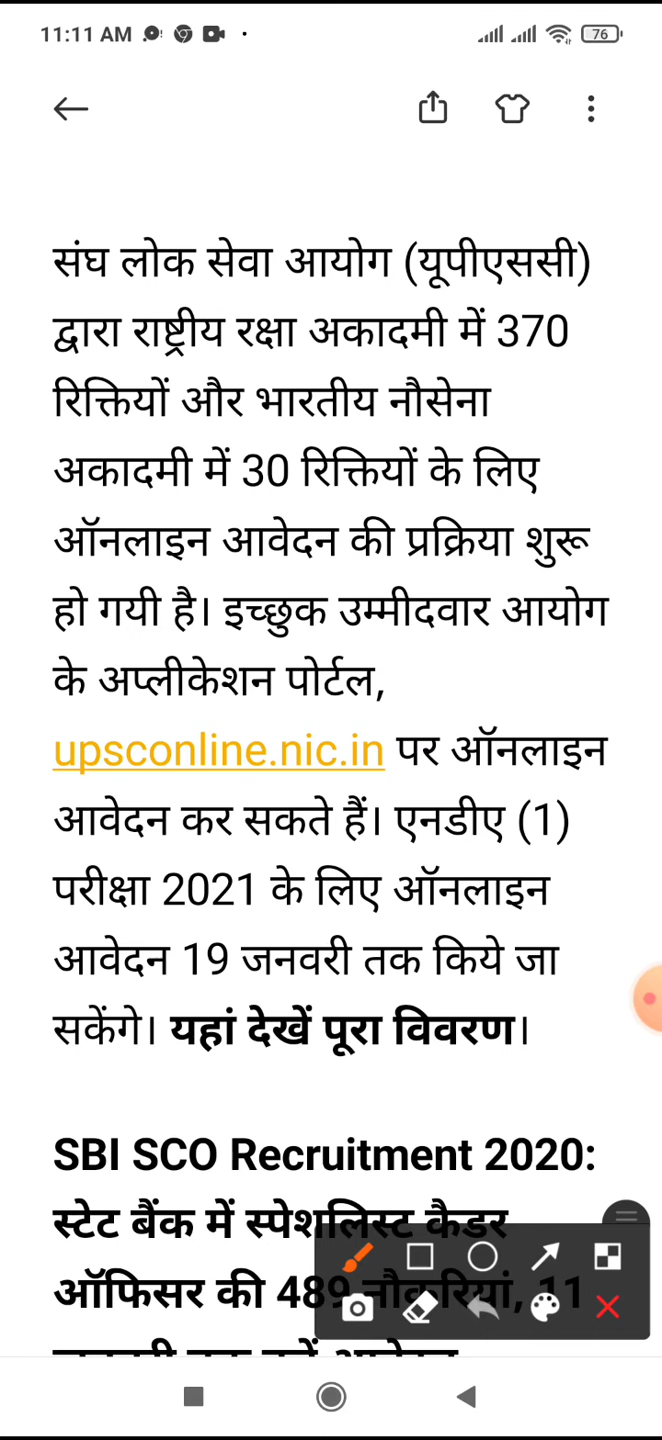 11:11 AM
76
संघ लोक सेवा आयोग (यूपीएससी)
द्वारा राष्ट्रीय रक्षा अकादमी में 370
रिक्तियों और भारतीय नौसेना
अकादमी में 30 रिक्तियों के लिए
ऑनलाइन आवेदन की प्रक्रिया शुरू
हो गयी है। इच्छुक उम्मीदवार आयोग
के अप्लीकेशन पोर्टल,
upsconline.nic.in पर ऑनलाइन
आवेदन कर सकते हैं। एनडीए (1)
परीक्षा 2021 के लिए ऑनलाइन
आवेदन 19 जनवरी तक किये जा
सकेंगे। यहां देखें पूरा विवरण।
SBI SCO Recruitment 2020:
स्टेट बैंक में स्पेशलिस्ट कैडर
ऑफिसर की 489 नौकरियां, 11